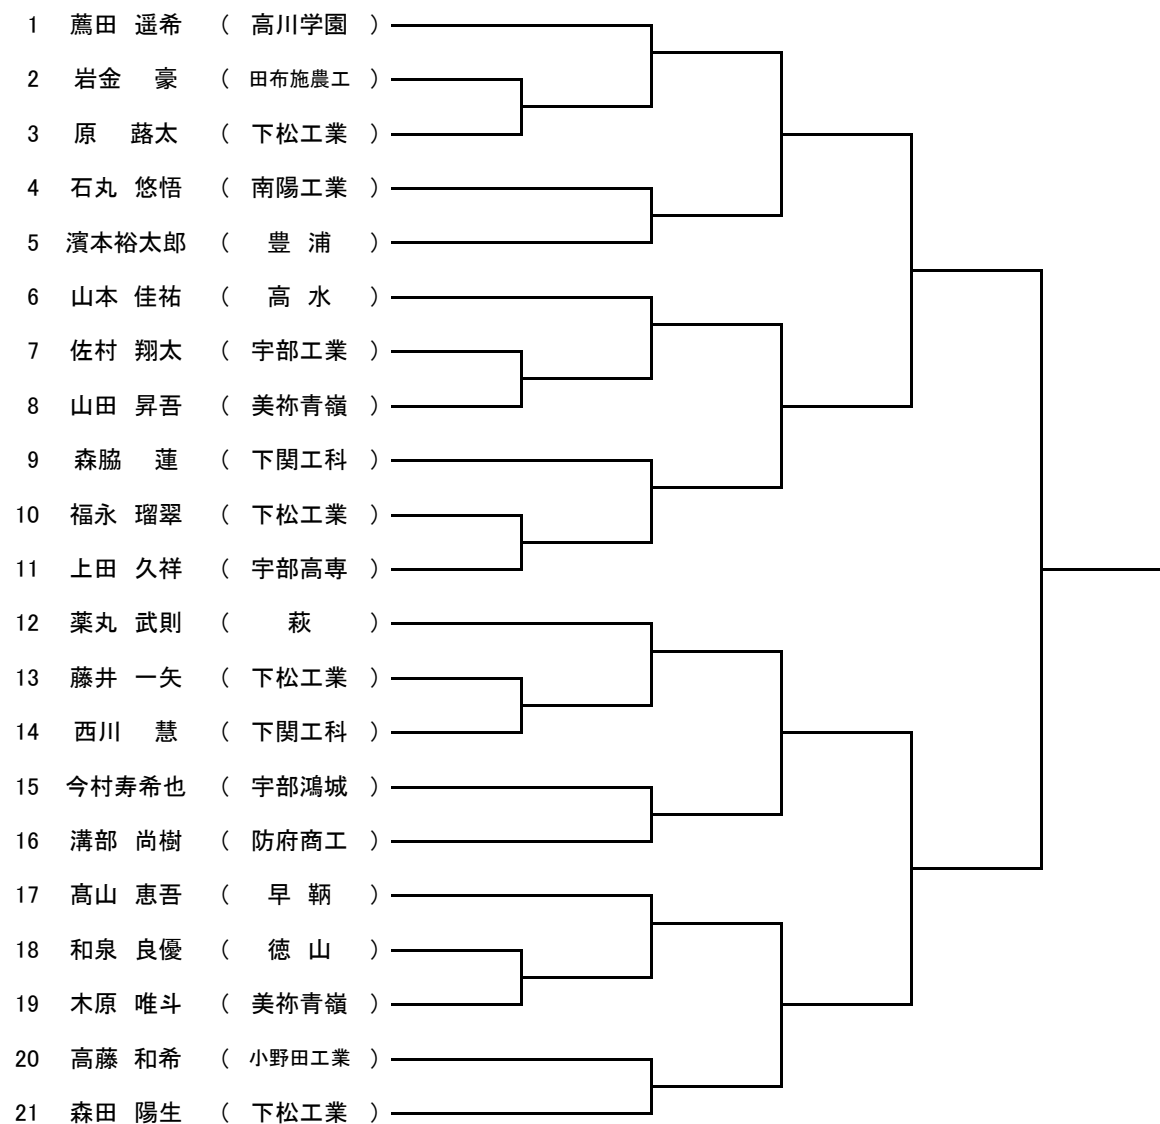 1 薦田 遥希 ( 高川学園 )
2 岩金 豪 ( 田布施農工 )
3 原 蕗太 ( 下松工業 )
4 石丸 悠悟 ( 南陽工業 )
5 濱本裕太郎 ( 豊 浦 )
6 山本 佳祐 ( 高 水 )
7 佐村 翔太 ( 宇部工業 )
8 山田 昇吾 ( 美祢青嶺 )
9 森脇 蓮 ( 下関工科 )
10 福永 瑠翠 ( 下松工業 )
11 上田 久祥 ( 宇部高専 )
12 薬丸 武則 ( 萩 )
13 藤井 一矢 ( 下松工業 )
14 西川 慧 ( 下関工科 )
15 今村寿希也 ( 宇部鴻城 )
16 溝部 尚樹 ( 防府商工 )
17 髙山 恵吾 ( 早 鞆 )
18 和泉 良優 ( 徳 山 )
19 木原 唯斗 ( 美祢青嶺 )
20 高藤 和希 ( 小野田工業 )
21 森田 陽生 ( 下松工業 )